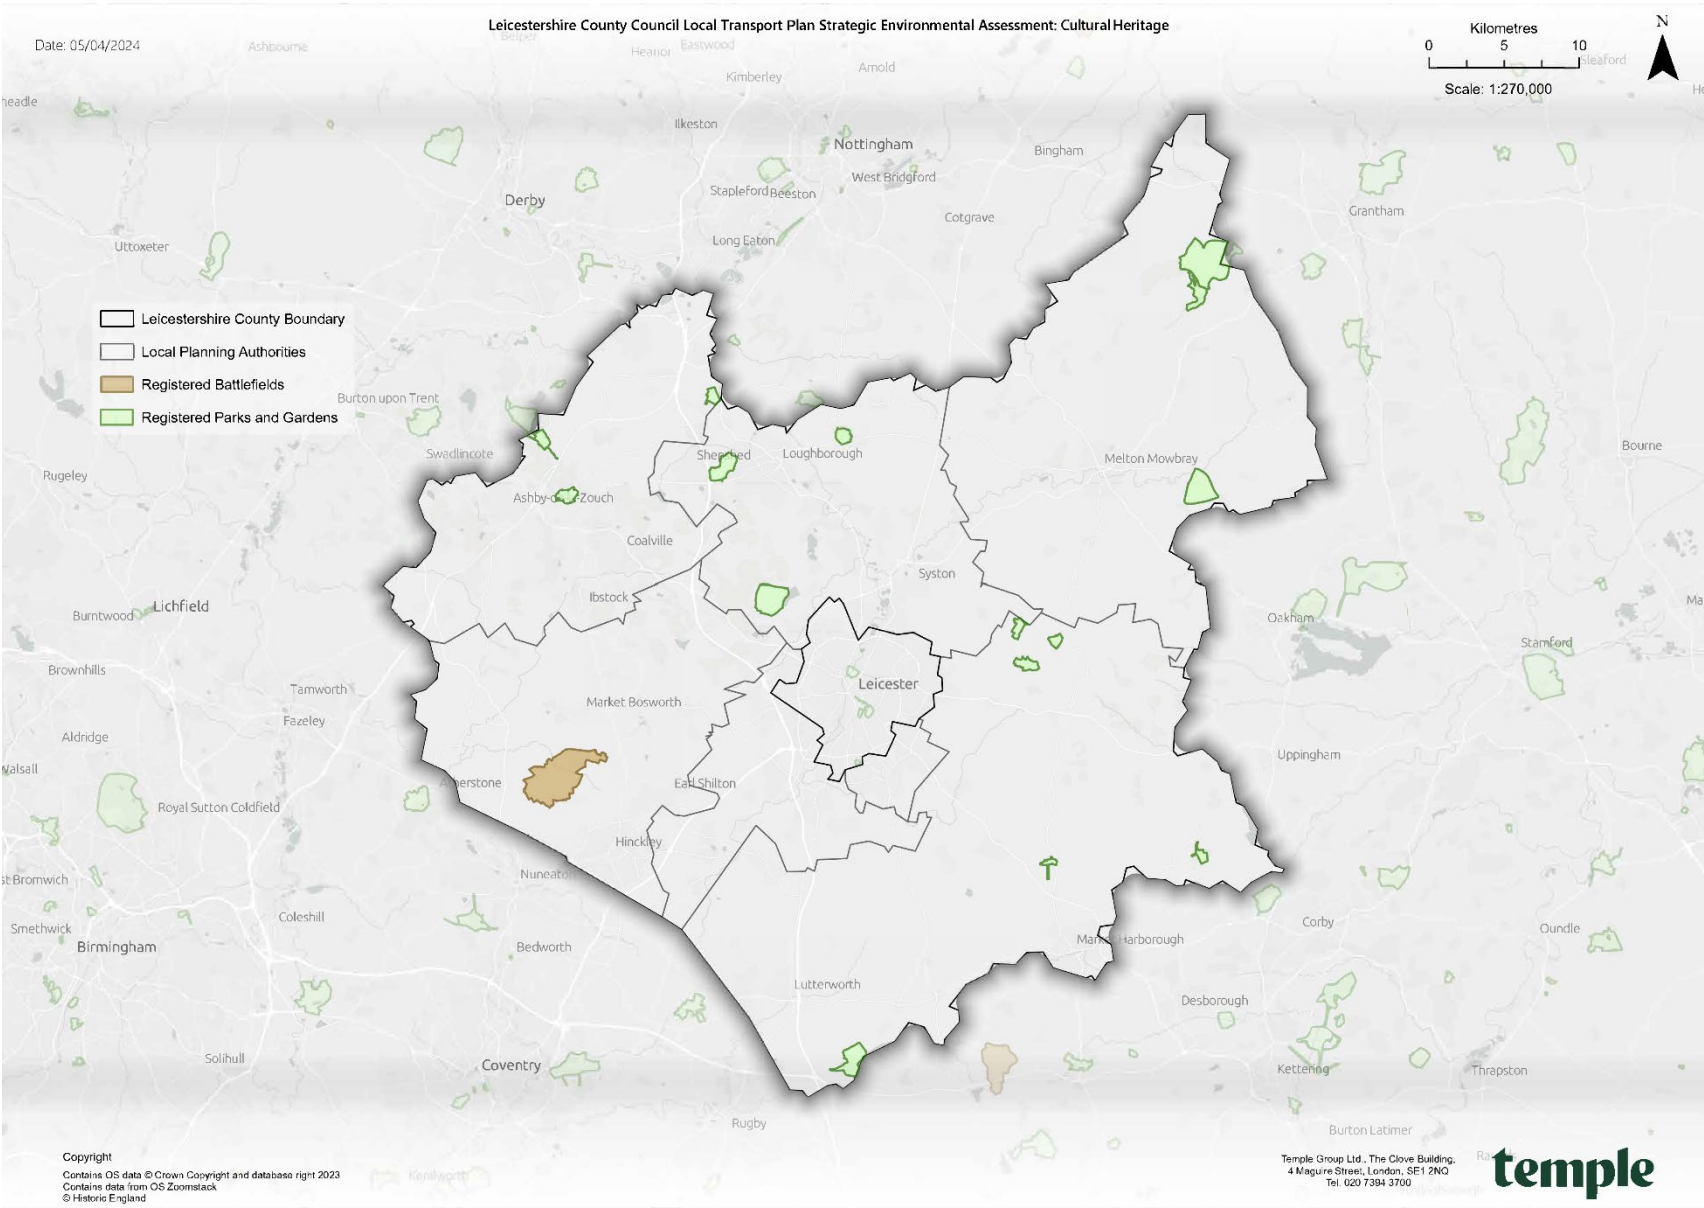 Leicestershire County Council Local Transport Plan Strategic Environmental Assessment: Cultural Heritage
Date: 05/04/2024
Kilometres
0 5 10
Scale: 1:270,000
N
Ashbourne
Heanor
Eastwood
Kimberley
Arnold
Sleaford
Ilkeston
Nottingham
Bingham
West Bridgford
Stapleford
Beeston
Derby
Cotgrave
Grantham
Uttoxeter
Long Eaton
Leicestershire County Boundary
Local Planning Authorities
Registered Battlefields
Registered Parks and Gardens
Burton upon Trent
Swadlincote
Loughborough
Melton Mowbray
Bourne
Rugeley
Coalville
Syston
Ibstock
Burntwood
Lichfield
Oakham
Stamford
Brownhills
Tamworth
Fazeley
Market Bosworth
Leicester
Aldridge
Uppingham
Earl Shilton
Royal Sutton Coldfield
Hinckley
Nuneaton
Coleshill
Corby
Oundle
Smethwick
Birmingham
Bedworth
Lutterworth
Desborough
Solihull
Coventry
Kettering
Thrapston
Rugby
Burton Latimer
Kenilworth
Copyright
Contains OS data © Crown Copyright and database right 2023
Contains data from OS Zoomstack
© Historic England
Temple Group Ltd., The Clove Building,
4 Maguire Street, London, SE1 2NQ
Tel. 020 7394 3700
temple